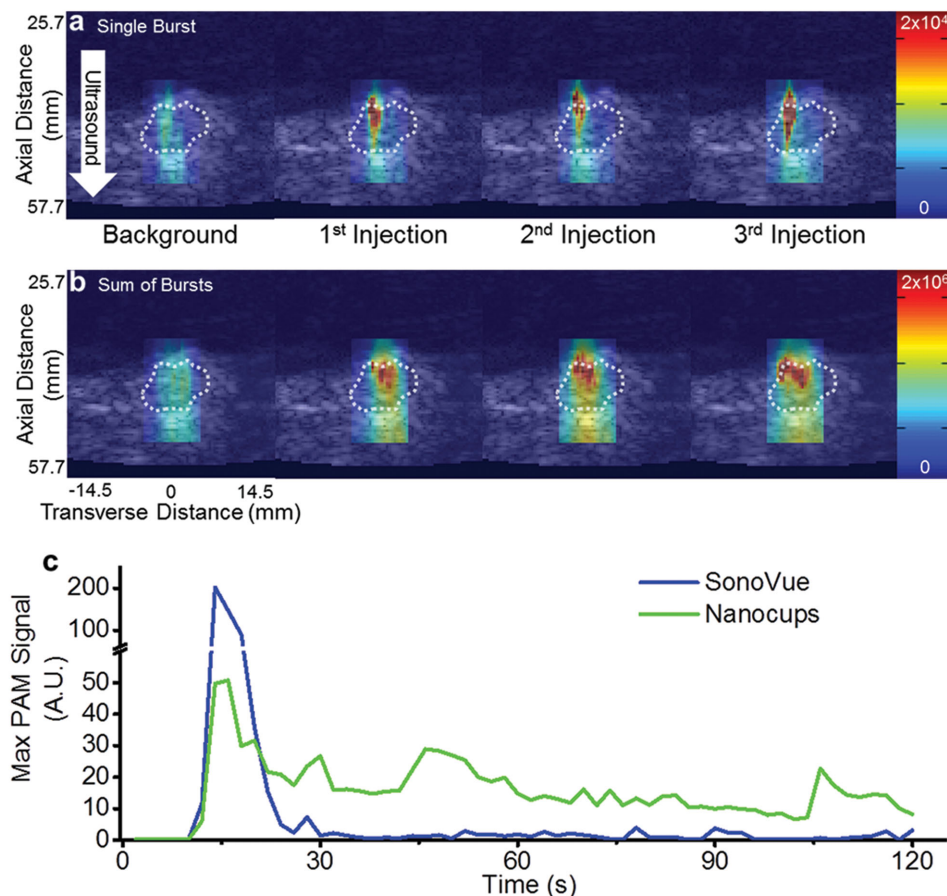 a Single Burst
25.7
Axial Distance
(mm)
57.7
Ultrasound
2x10⁴
0
Background
1st Injection
2nd Injection
3rd Injection
b Sum of Bursts
25.7
Axial Distance
(mm)
57.7
2x10⁶
0
-14.5 0 14.5
Transverse Distance (mm)
c
SonoVue
Nanocups
Max PAM Signal
(A.U.)
200
100
50
40
30
20
10
0
0 30 60 90 120
Time (s)